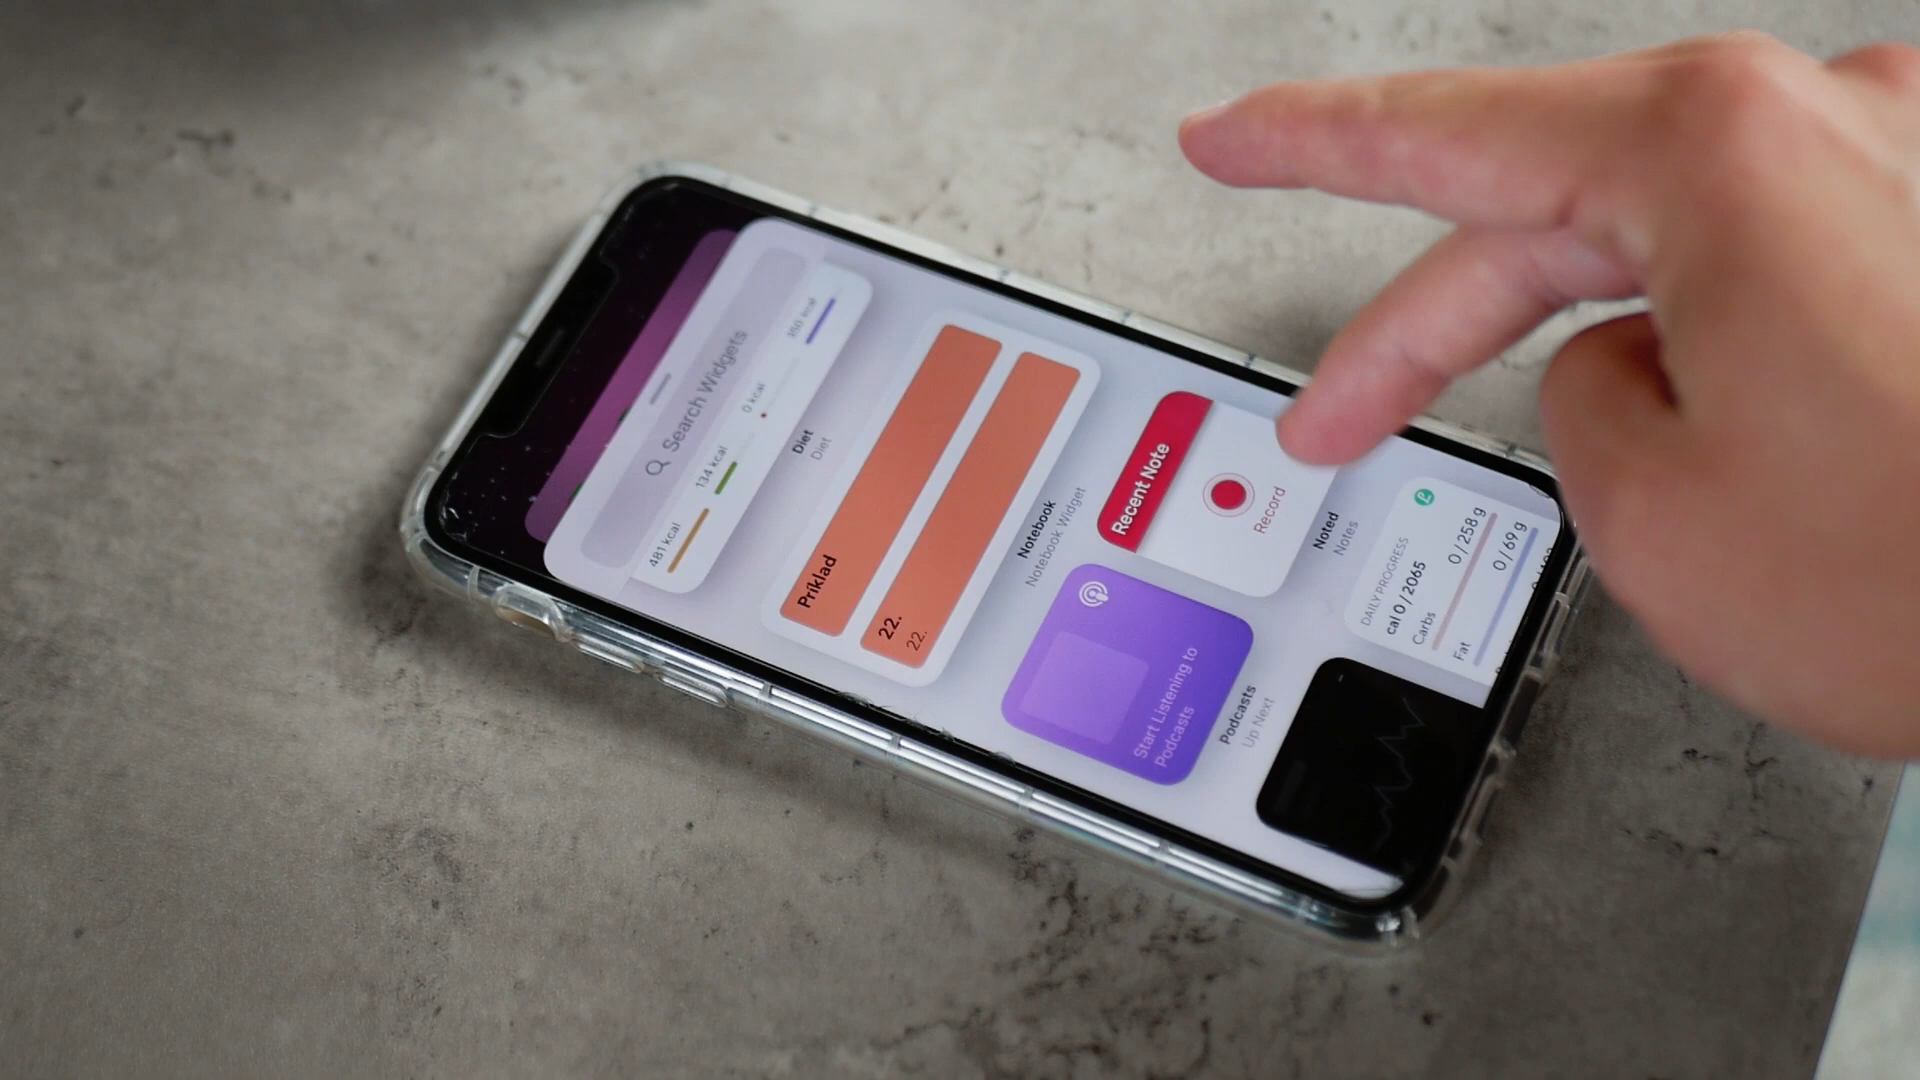 Search Widgets
481 kcal
134 kcal
0 kcal
Diet
Diet
Príklad
22.
22.
Notebook
Notebook Widget
Start Listening to
Podcasts
Podcasts
Up Next
Recent Note
Record
Noted
Notes
DAILY PROGRESS
cal 0 / 2065
Carbs
0 / 258 g
Fat
0 / 69 g